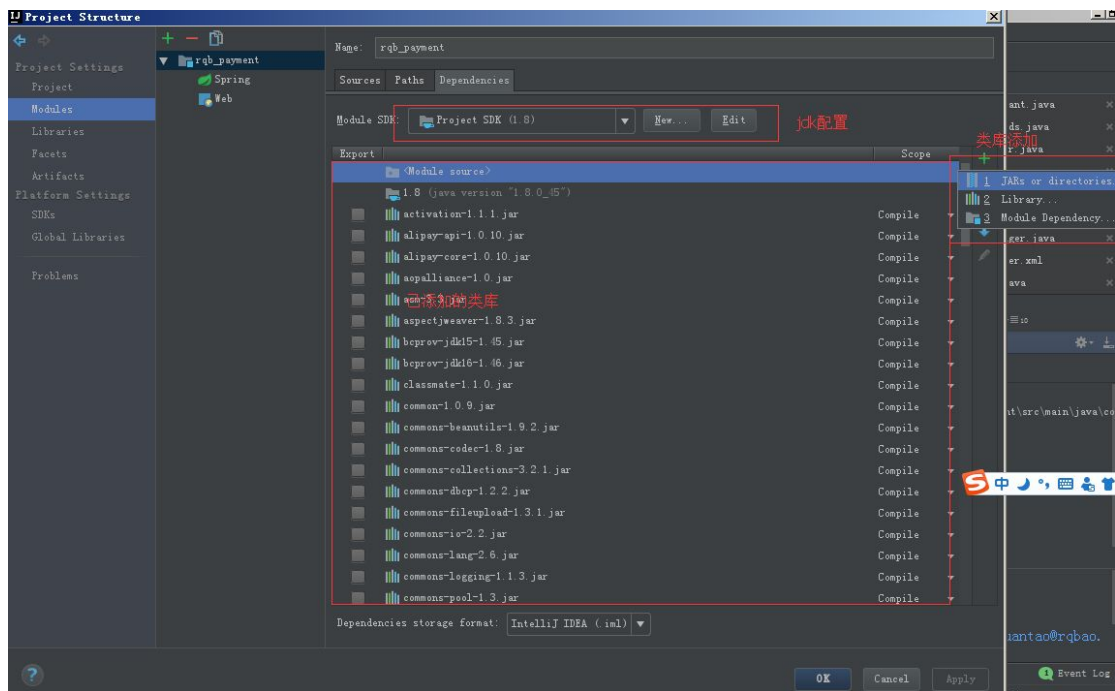 Project Structure
Project Settings
Project
Modules
Libraries
Facets
Artifacts
Platform Settings
SDKs
Global Libraries
Problems
rqb_payment
Spring
Web
Name: rqb_payment
Sources Paths Dependencies
Module SDK: Project SDK (1.8) New... Edit
jdk配置
类库添加
Export Scope
<Module source>
1.8 (java version "1.8.0_45")
activation-1.1.1.jar Compile
alipay-api-1.0.10.jar Compile
alipay-core-1.0.10.jar Compile
aopalliance-1.0.jar Compile
asm-3.3.jar Compile
已添加的类库
aspectjweaver-1.8.3.jar Compile
bcprov-jdk15-1.45.jar Compile
bcprov-jdk16-1.46.jar Compile
classmate-1.1.0.jar Compile
common-1.0.9.jar Compile
commons-beanutils-1.9.2.jar Compile
commons-codec-1.8.jar Compile
commons-collections-3.2.1.jar Compile
commons-dbcp-1.2.2.jar Compile
commons-fileupload-1.3.1.jar Compile
commons-io-2.2.jar Compile
commons-lang-2.6.jar Compile
commons-logging-1.1.3.jar Compile
commons-pool-1.3.jar Compile
Dependencies storage format: IntelliJ IDEA (.iml)
OK Cancel Apply
1 JARs or directories.
2 Library...
3 Module Dependency...
ant.java
ds.java
r.java
ger.java
er.xml
ava
10
nt\src\main\java\co
中
uantao@rqbao.
1 Event Log